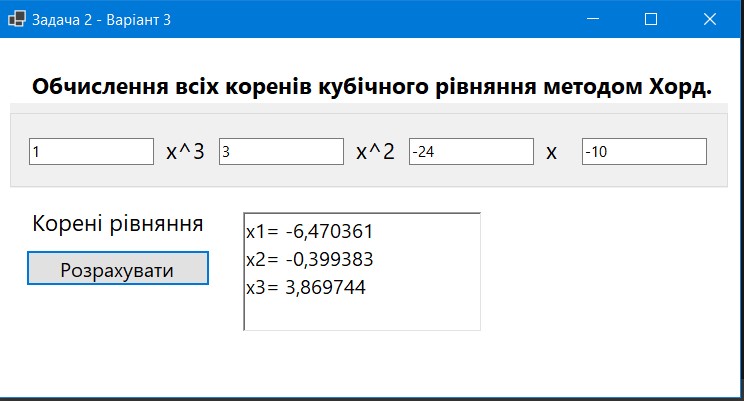 Задача 2 - Варіант 3
Обчислення всіх коренів кубічного рівняння методом Хорд.
1 x^3 3 x^2 -24 x -10
Корені рівняння
Розрахувати
x1= -6,470361
x2= -0,399383
x3= 3,869744